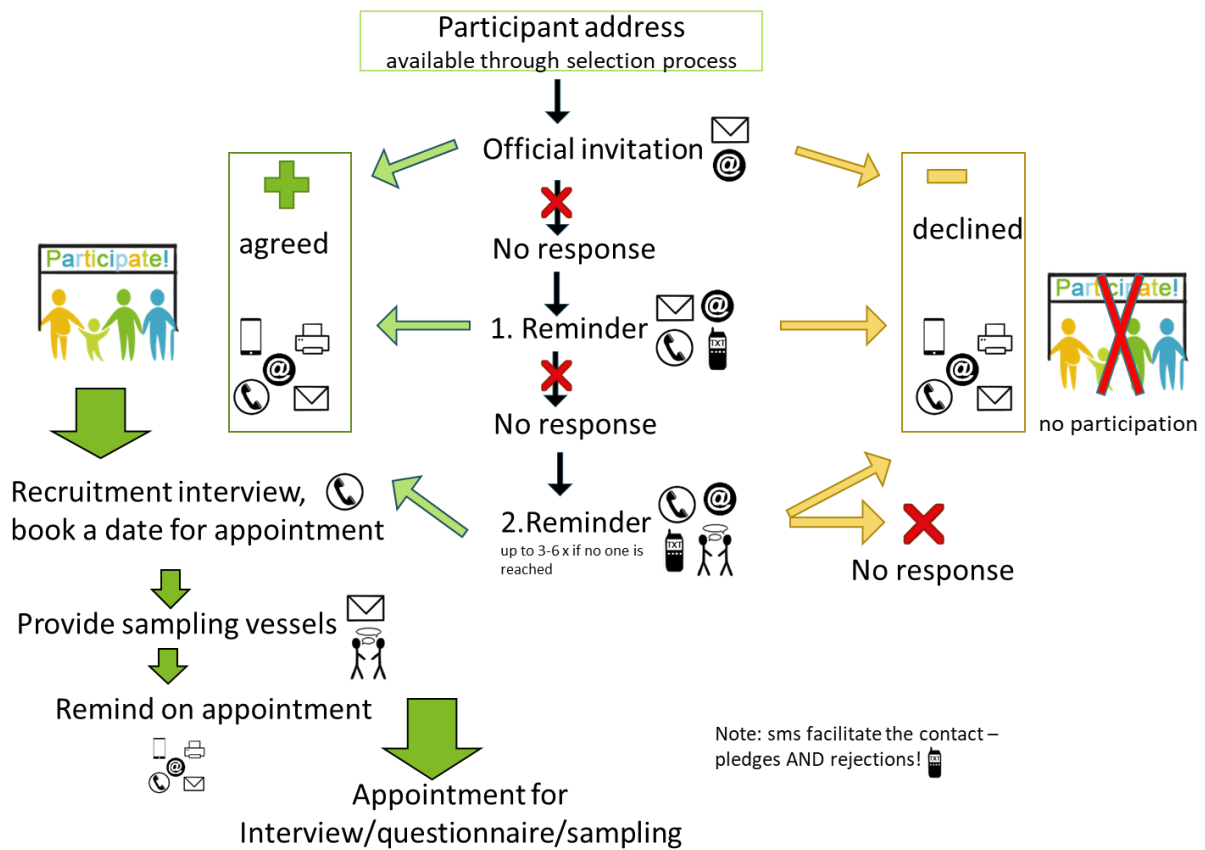 Participant address
available through selection process
Official invitation
@
agreed
declined
No response
Participate!
Participate!
1. Reminder
@
TXT
@
@
No response
no participation
Recruitment interview,
book a date for appointment
2.Reminder
up to 3-6 x if no one is
reached
@
TXT
No response
Provide sampling vessels
Remind on appointment
@
Note: sms facilitate the contact –
pledges AND rejections!
Appointment for
Interview/questionnaire/sampling